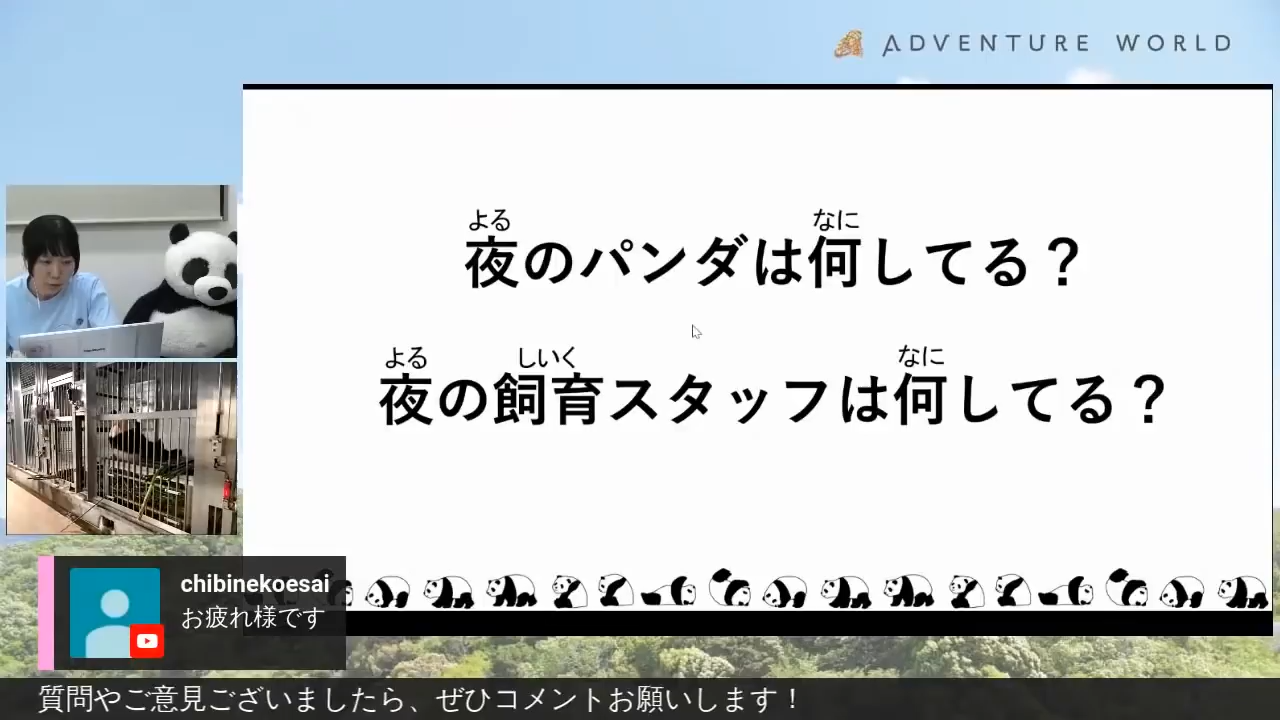 ADVENTURE WORLD
よる なに
夜のパンダは何してる？
よる しいく なに
夜の飼育スタッフは何してる？
chibinekoesai
お疲れ様です
質問やご意見ございましたら、ぜひコメントお願いします！